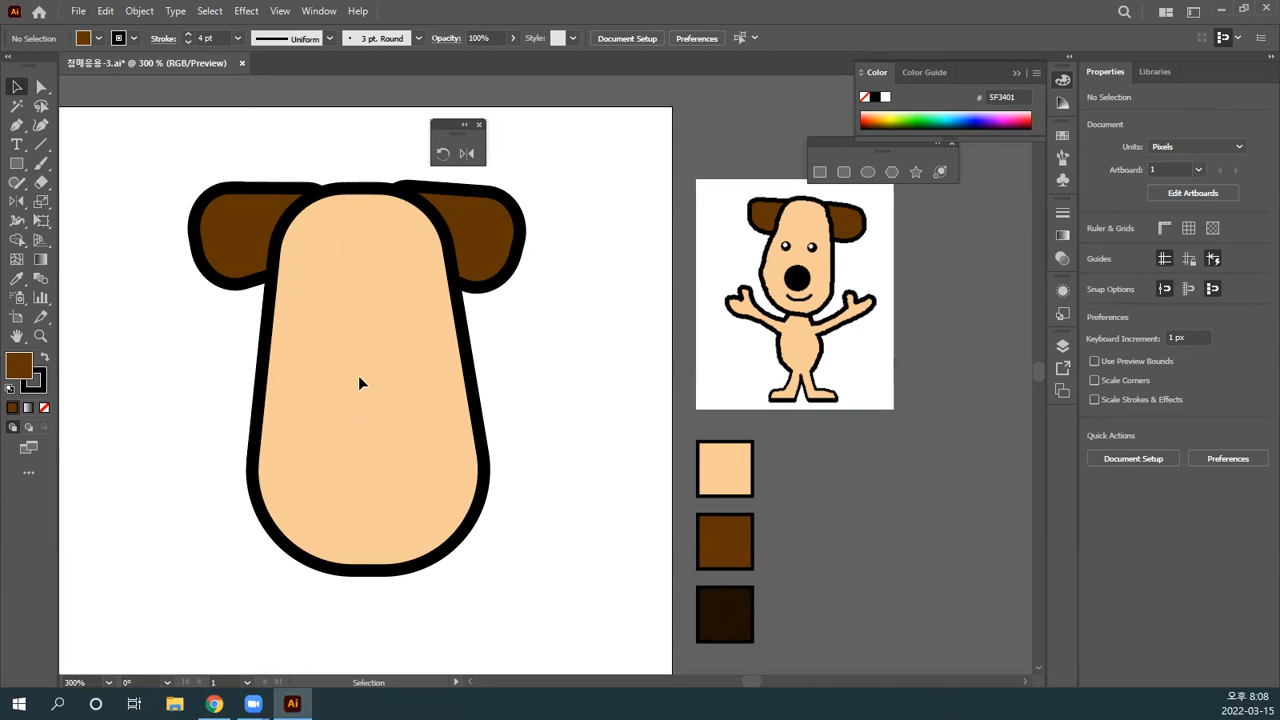 Ai File Edit Object Type Select Effect View Window Help
No Selection Stroke: 4 pt Uniform 3 pt. Round Opacity: 100% Style: Document Setup Preferences
첨매응용-3.ai* @ 300 % (RGB/Preview) ×
Color Color Guide
# 5F3401
Properties Libraries
No Selection
Document
Units: Pixels
Artboard: 1
Edit Artboards
Ruler & Grids
Guides
Snap Options
Preferences
Keyboard Increment: 1 px
Use Preview Bounds
Scale Corners
Scale Strokes & Effects
Quick Actions
Document Setup Preferences
300% 0° 1 Selection
Ai
오후 8:08
2022-03-15